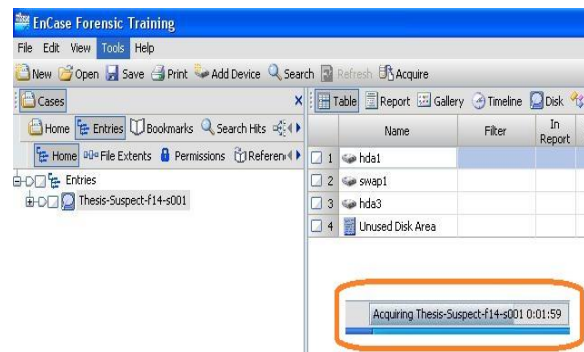 EnCase Forensic Training
File Edit View Tools Help
New Open Save Print Add Device Search Refresh Acquire
Cases
Home Entries Bookmarks Search Hits
Home File Extents Permissions Referen
Entries
Thesis-Suspect-f14-s001
Table Report Gallery Timeline Disk
Name Filter In Report
1 hda1
2 swap1
3 hda3
4 Unused Disk Area
Acquiring Thesis-Suspect-f14-s001 0:01:59